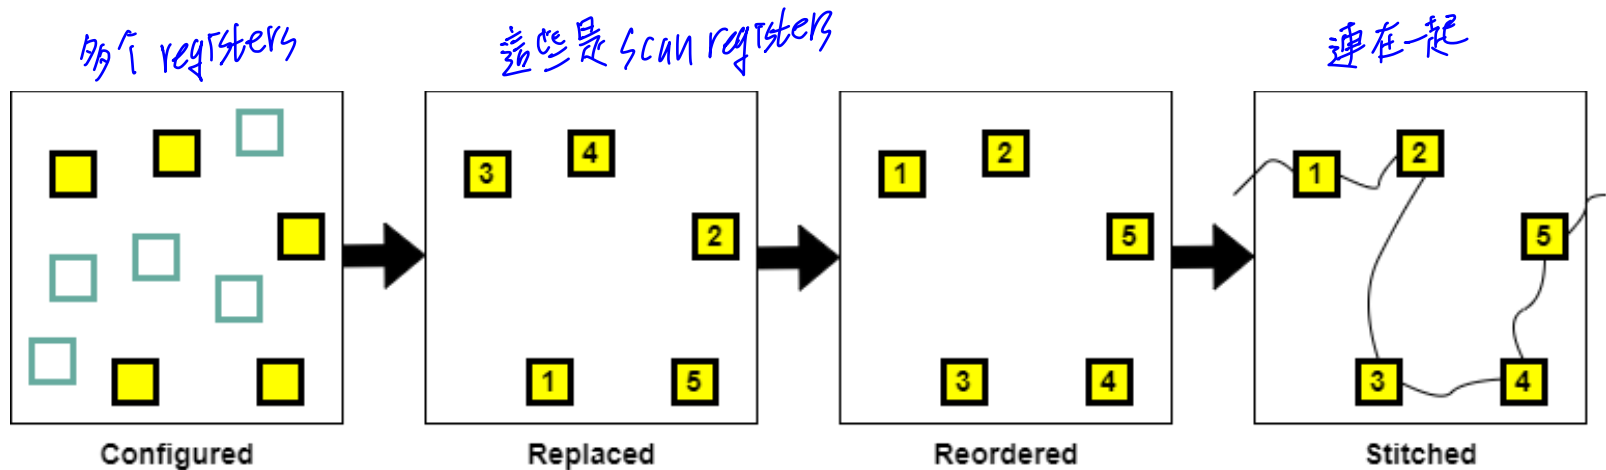 多个 registers
這些是 scan registers
連在一起
3
4
2
1
5
1
2
5
3
4
1
2
5
3
4
Configured
Replaced
Reordered
Stitched